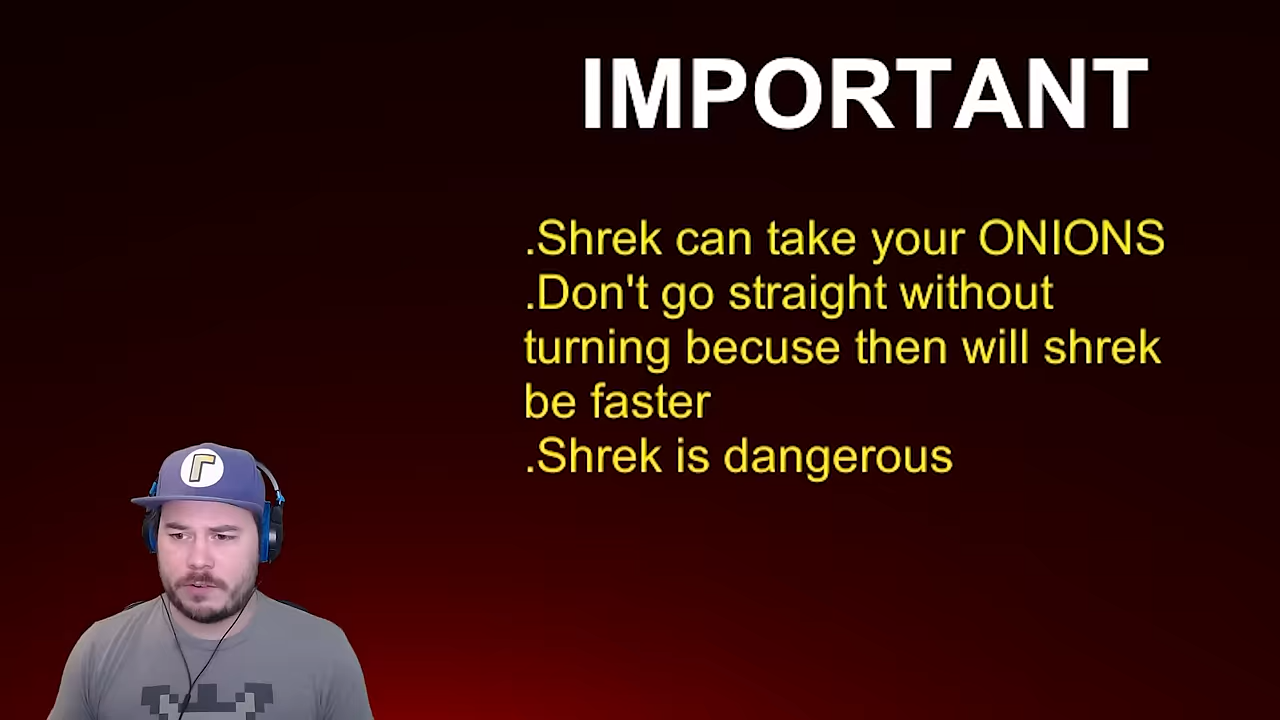 IMPORTANT
.Shrek can take your ONIONS
.Don't go straight without
turning becuse then will shrek
be faster
.Shrek is dangerous